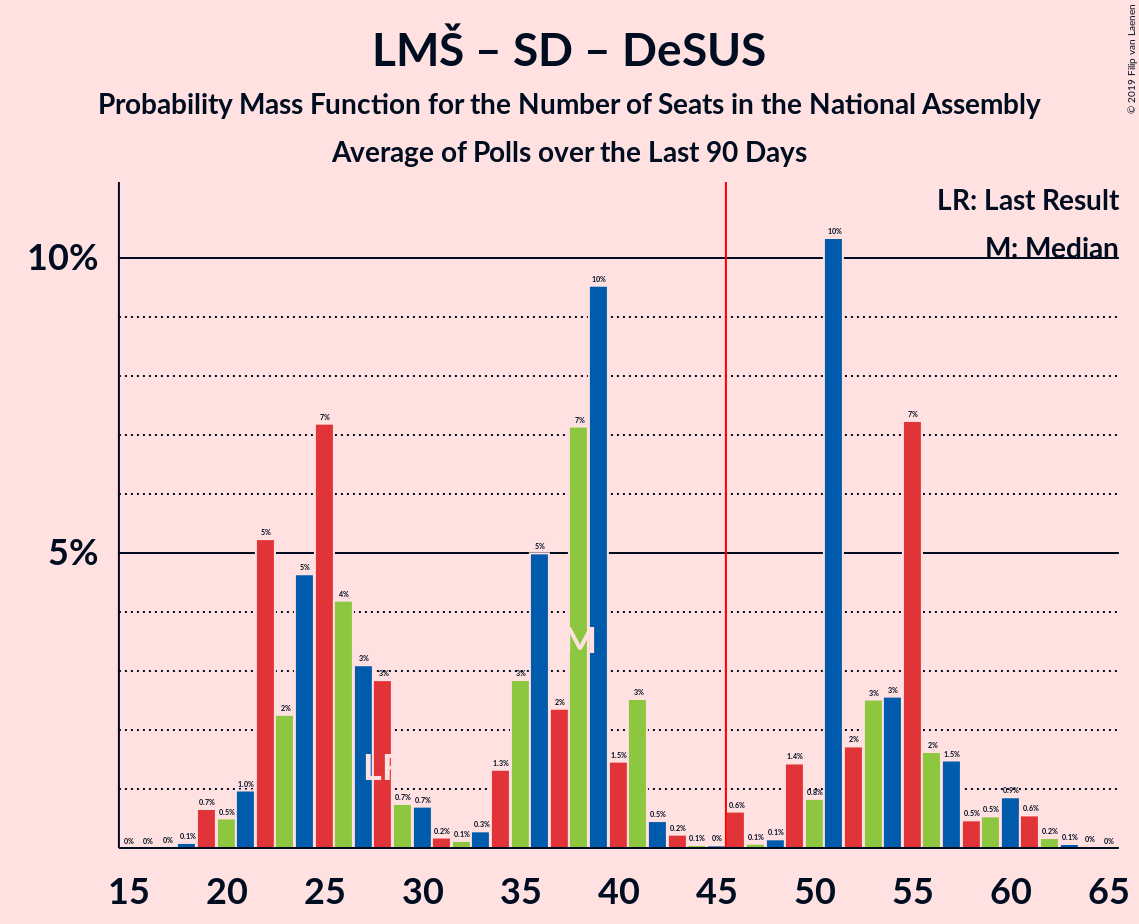 LMŠ – SD – DeSUS
Probability Mass Function for the Number of Seats in the National Assembly
Average of Polls over the Last 90 Days
© 2019 Filip van Laenen
LR: Last Result
M: Median
10%
5%
0% 0% 0% 0.1% 0.7% 0.5% 1.0% 5% 2% 5% 7% 4% 3% 3% 0.7% 0.7% 0.2% 0.1% 0.3% 1.3% 3% 5% 2% 7% 10% 1.5% 3% 0.5% 0.2% 0.1% 0% 0.6% 0.1% 0.1% 1.4% 0.8% 10% 2% 3% 3% 7% 2% 1.5% 0.5% 0.5% 0.9% 0.6% 0.2% 0.1% 0% 0%
LR
M
15 20 25 30 35 40 45 50 55 60 65